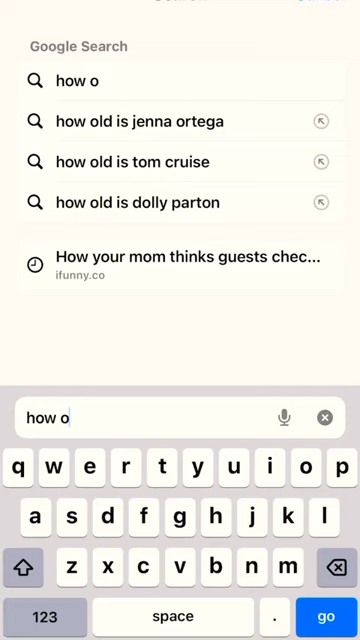 Google Search
how o
how old is jenna ortega
how old is tom cruise
how old is dolly parton
How your mom thinks guests chec...
ifunny.co
how o
q w e r t y u i o p
a s d f g h j k l
z x c v b n m
123 space . go